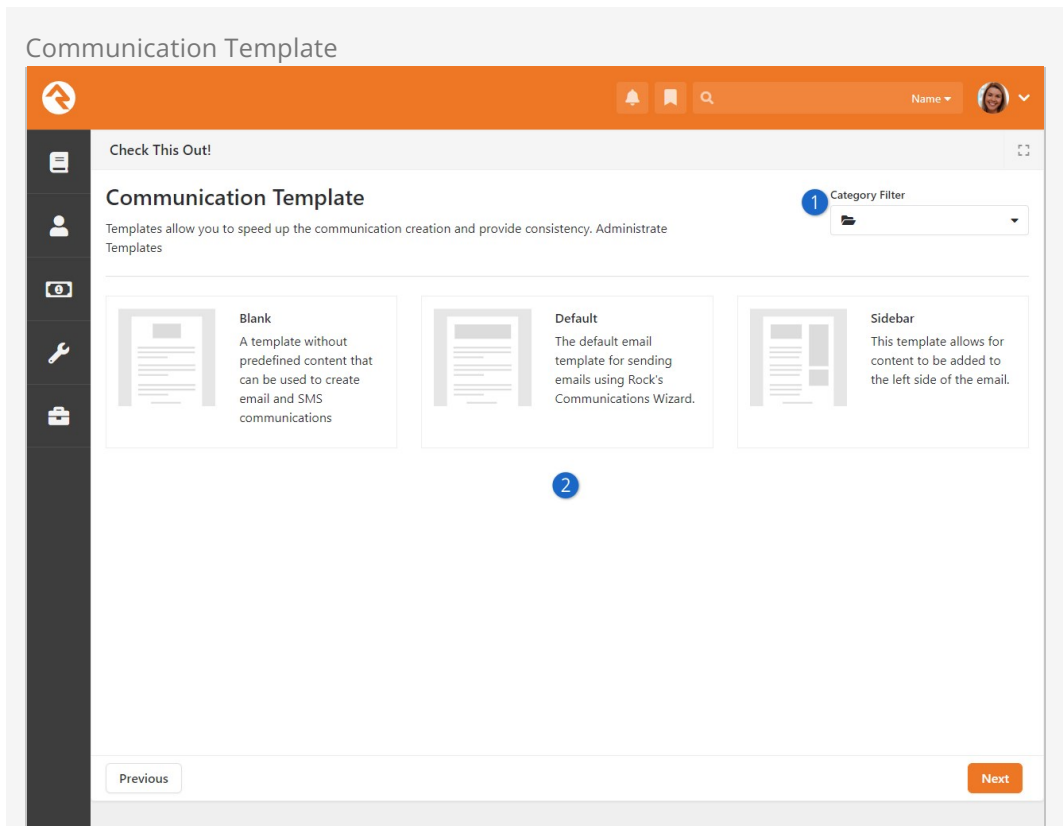 Communication Template
Name
Check This Out!
Communication Template
Templates allow you to speed up the communication creation and provide consistency. Administrate
Templates
1
Category Filter
Blank
A template without
predefined content that
can be used to create
email and SMS
communications
Default
The default email
template for sending
emails using Rock's
Communications Wizard.
Sidebar
This template allows for
content to be added to
the left side of the email.
2
Previous
Next